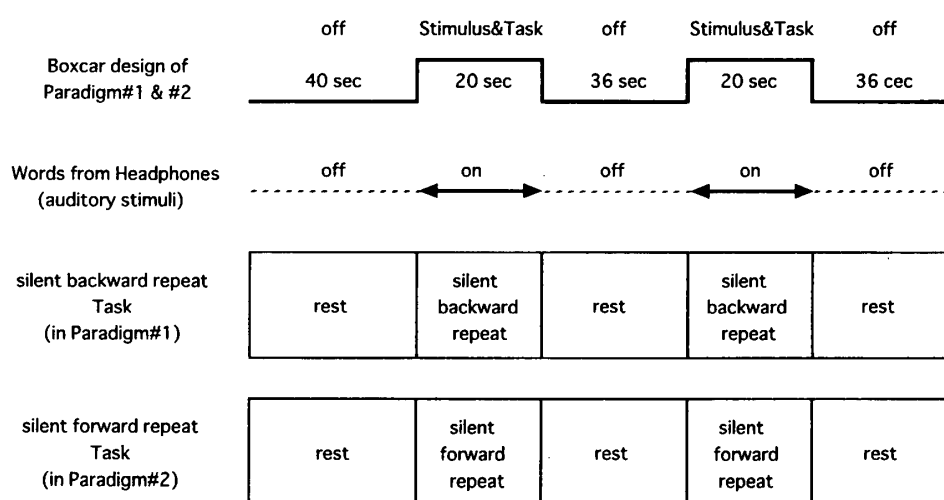 off Stimulus&Task off Stimulus&Task off
Boxcar design of
Paradigm#1 & #2
40 sec 20 sec 36 sec 20 sec 36 cec
Words from Headphones
(auditory stimuli)
off on off on off
silent backward repeat
Task
(in Paradigm#1)
rest
silent
backward
repeat
rest
silent
backward
repeat
rest
silent forward repeat
Task
(in Paradigm#2)
rest
silent
forward
repeat
rest
silent
forward
repeat
rest